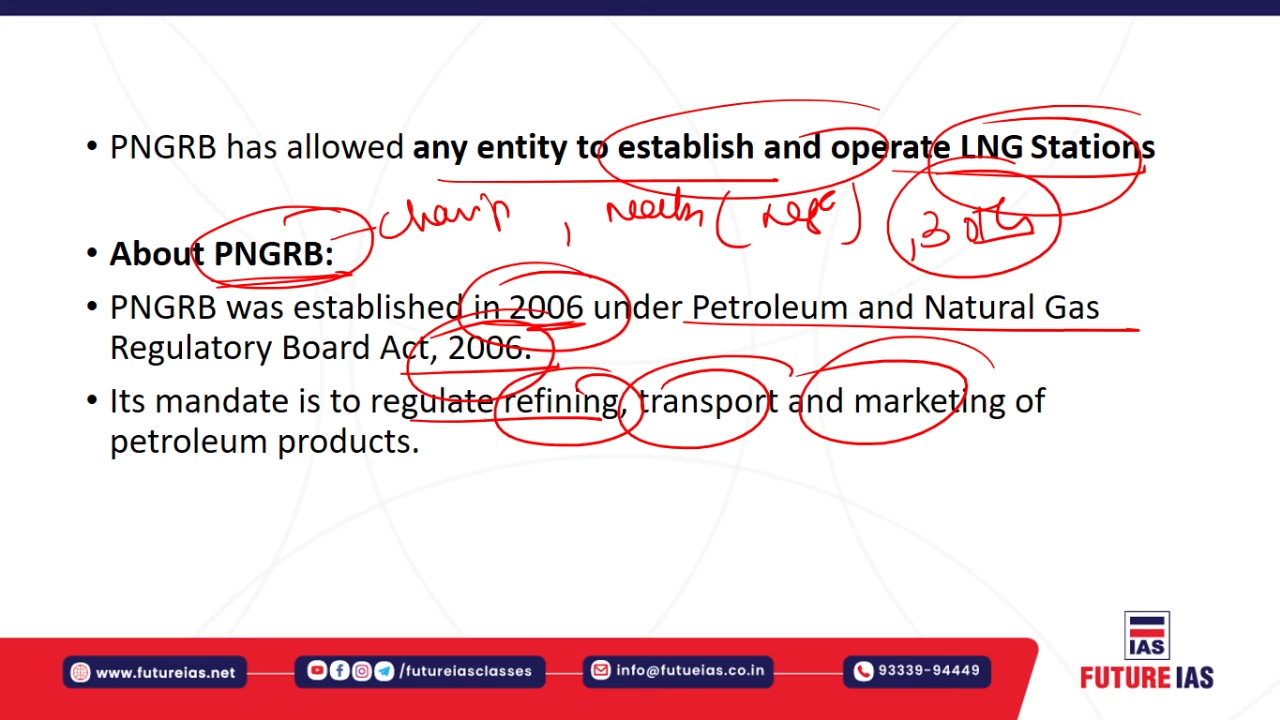 • PNGRB has allowed any entity to establish and operate LNG Stations
, 3 oths
• About PNGRB:
• PNGRB was established in 2006 under Petroleum and Natural Gas
Regulatory Board Act, 2006.
• Its mandate is to regulate refining, transport and marketing of
petroleum products.
IAS
FUTURE IAS
www.futureias.net
/futureiasclasses
info@futueias.co.in
93339-94449